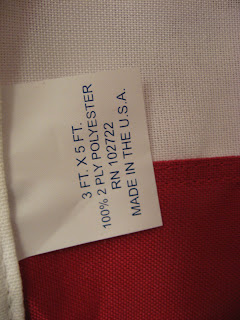 3 FT. X 5 FT.
100% 2 PLY POLYESTER
RN 102722
MADE IN THE U.S.A.